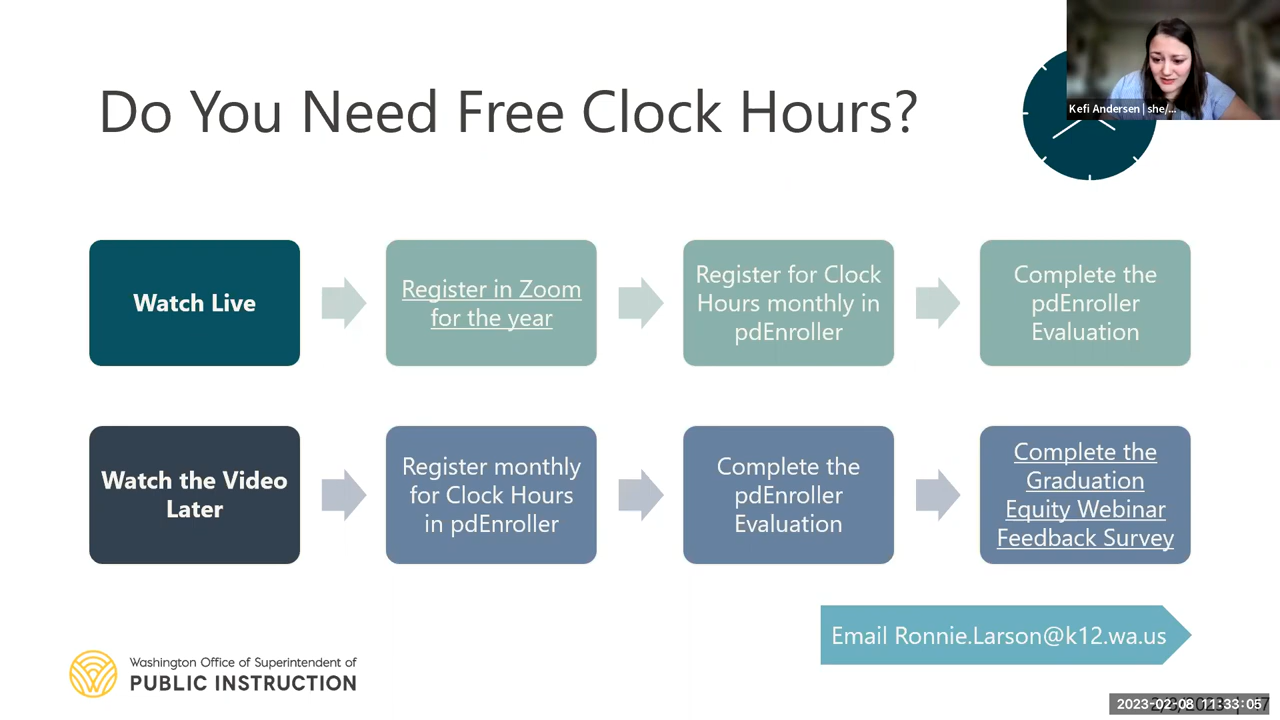 Do You Need Free Clock Hours?
Kefi Andersen | she/...
Watch Live
Register in Zoom
for the year
Register for Clock
Hours monthly in
pdEnroller
Complete the
pdEnroller
Evaluation
Watch the Video
Later
Register monthly
for Clock Hours
in pdEnroller
Complete the
pdEnroller
Evaluation
Complete the
Graduation
Equity Webinar
Feedback Survey
Email Ronnie.Larson@k12.wa.us
Washington Office of Superintendent of
PUBLIC INSTRUCTION
2023-02-08 11:33:05